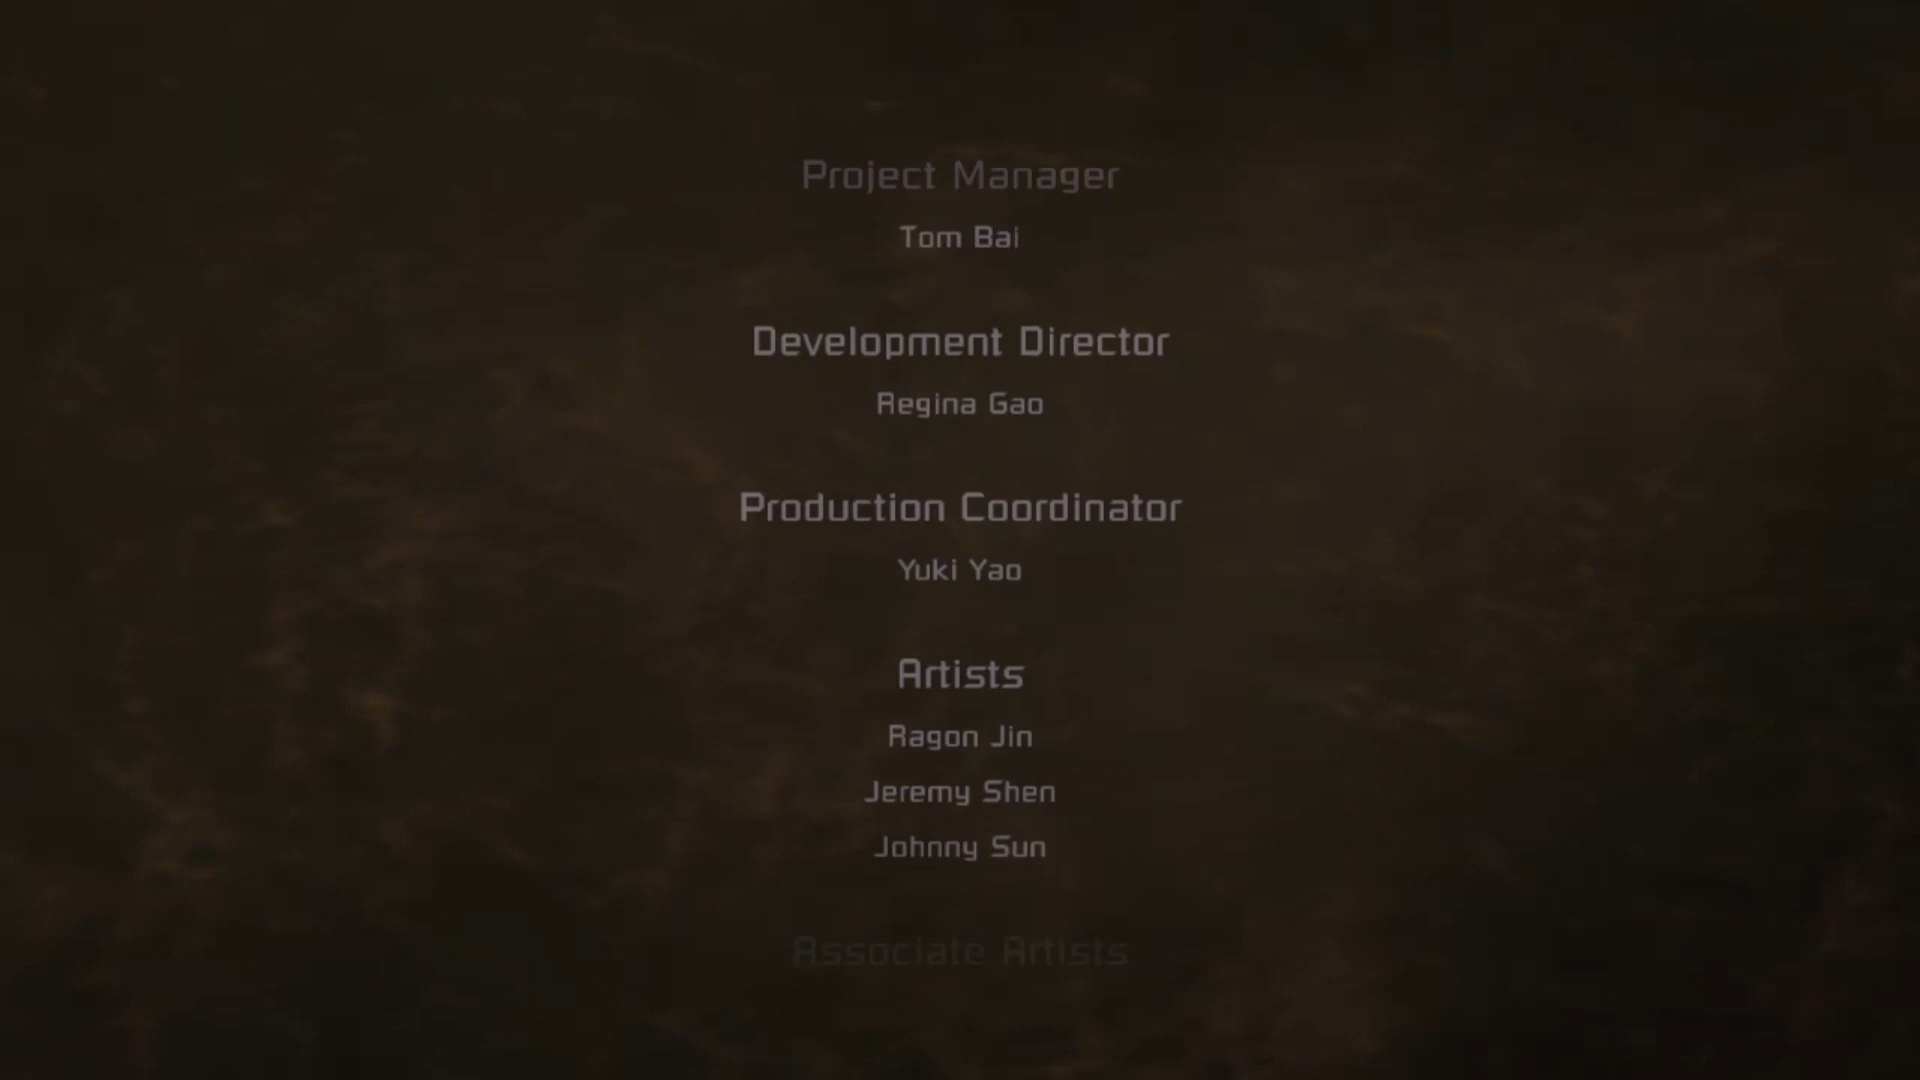 Project Manager
Tom Bai
Development Director
Regina Gao
Production Coordinator
Yuki Yao
Artists
Ragon Jin
Jeremy Shen
Johnny Sun
Associate Artists